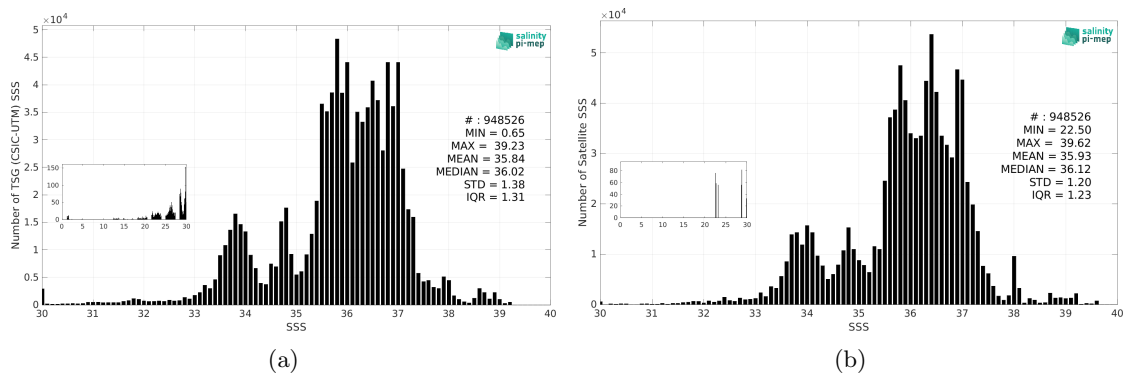 ×10⁴
5
4.5
4
3.5
3
2.5
2
1.5
1
0.5
0
Number of TSG (CSIC-UTM) SSS
salinity
pi-mep
# : 948526
MIN = 0.65
MAX = 39.23
MEAN = 35.84
MEDIAN = 36.02
STD = 1.38
IQR = 1.31
150
100
50
0
0 5 10 15 20 25 30
30 31 32 33 34 35 36 37 38 39 40
SSS
(a)
×10⁴
5
4
3
2
1
0
Number of Satellite SSS
salinity
pi-mep
# : 948526
MIN = 22.50
MAX = 39.62
MEAN = 35.93
MEDIAN = 36.12
STD = 1.20
IQR = 1.23
80
60
40
20
0
0 5 10 15 20 25 30
30 31 32 33 34 35 36 37 38 39 40
SSS
(b)